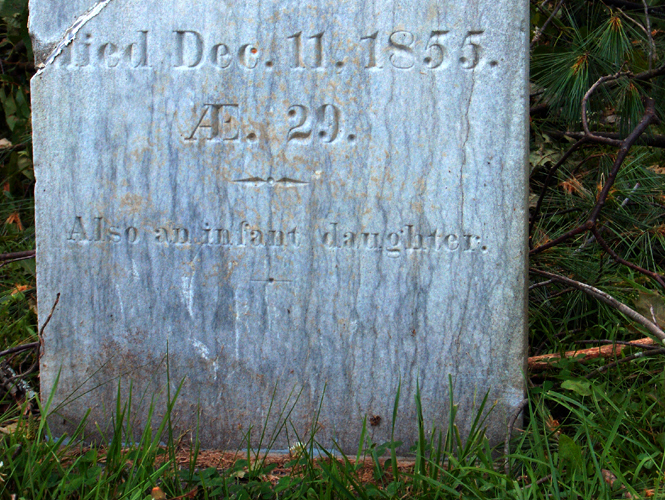 died Dec. 11. 1855.
Æ. 29.
Also an infant daughter.